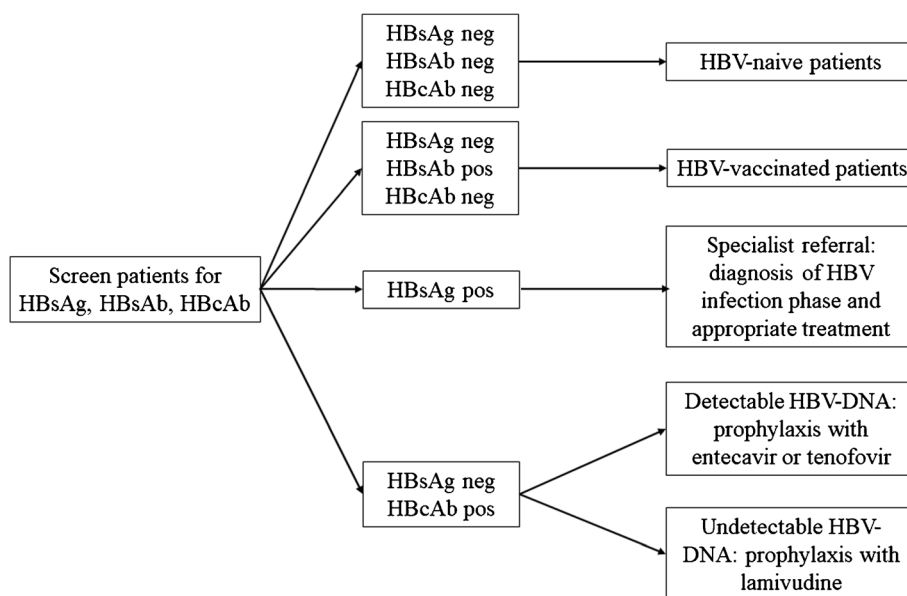 Screen patients for
HBsAg, HBsAb, HBcAb
HBsAg neg
HBsAb neg
HBcAb neg
HBV-naive patients
HBsAg neg
HBsAb pos
HBcAb neg
HBV-vaccinated patients
HBsAg pos
Specialist referral:
diagnosis of HBV
infection phase and
appropriate treatment
HBsAg neg
HBcAb pos
Detectable HBV-DNA:
prophylaxis with
entecavir or tenofovir
Undetectable HBV-
DNA: prophylaxis with
lamivudine